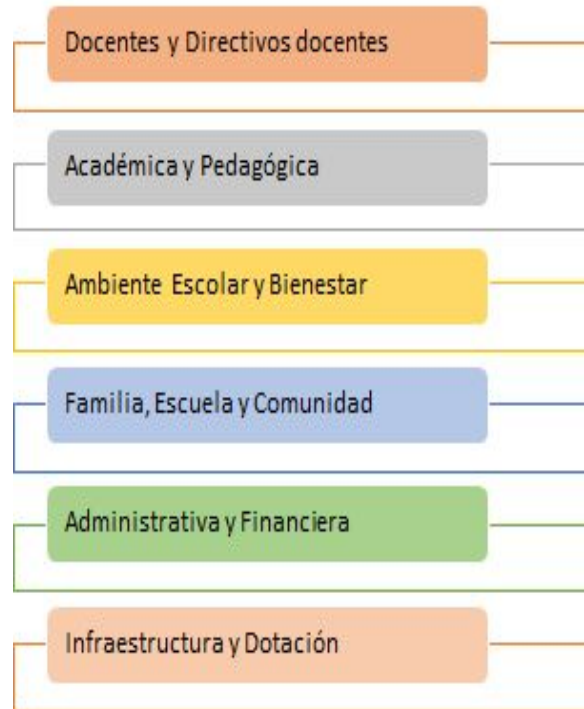 Docentes y Directivos docentes
Académica y Pedagógica
Ambiente Escolar y Bienestar
Familia, Escuela y Comunidad
Administrativa y Financiera
Infraestructura y Dotación